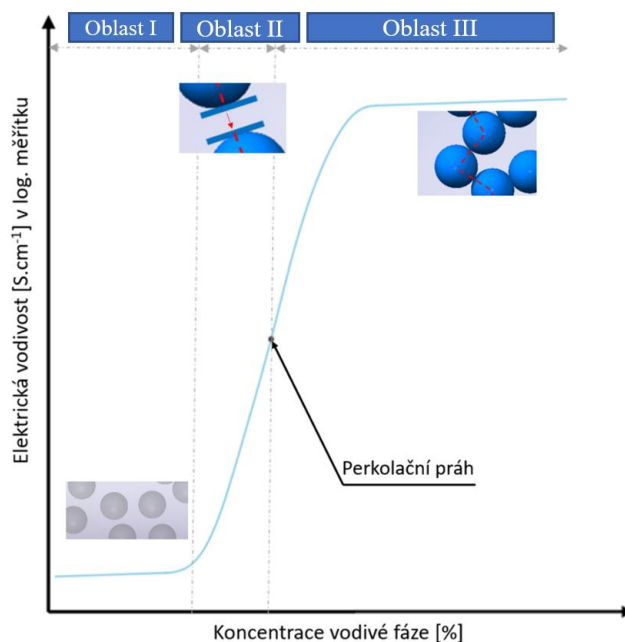 Oblast I
Oblast II
Oblast III
Elektrická vodivost [S.cm⁻¹] v log. měřítku
Perkolační práh
Koncentrace vodivé fáze [%]